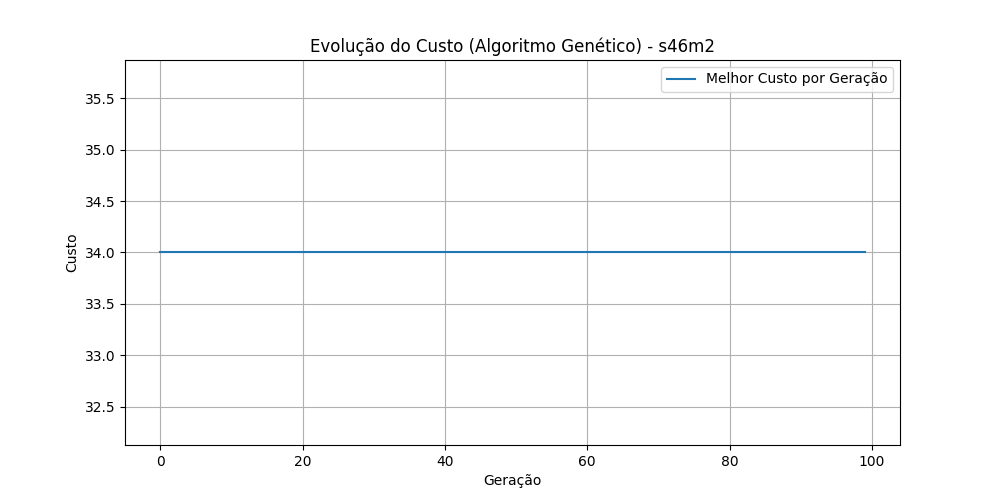 Evolução do Custo (Algoritmo Genético) - s46m2
Melhor Custo por Geração
35.5
35.0
34.5
34.0
33.5
33.0
32.5
Custo
0 20 40 60 80 100
Geração